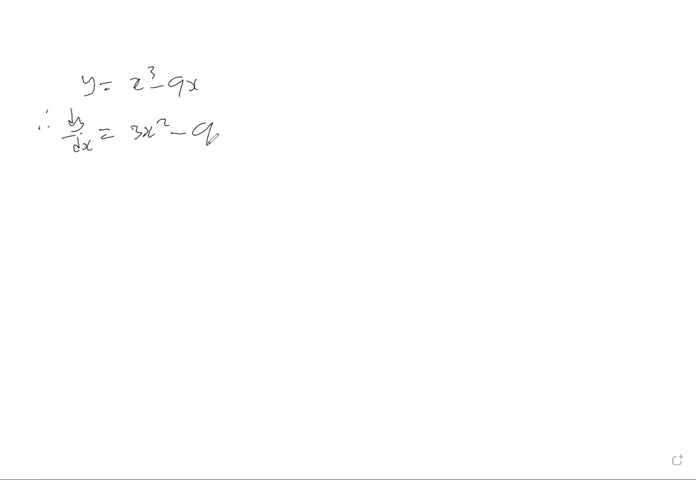 y = x³ - 9x
∴ dy/dx = 3x² - 9